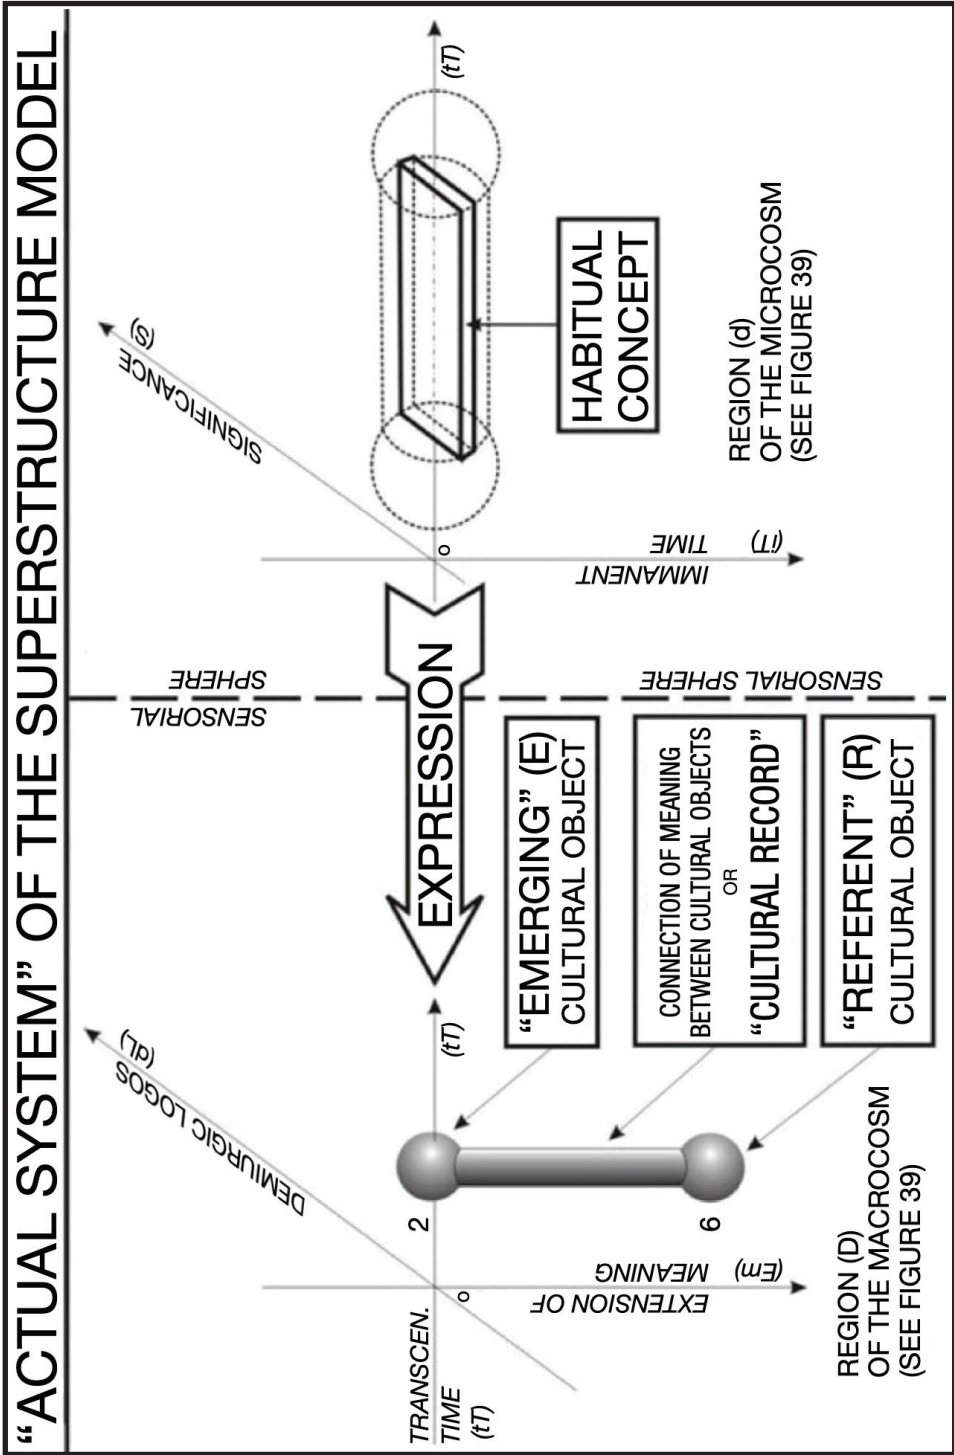 “ACTUAL SYSTEM” OF THE SUPERSTRUCTURE MODEL
DEMIURGIC LOGOS
(dL)
TRANSCEN.
TIME
(tT)
(tT)
EXTENSION OF
MEANING
(Em)
o
2
6
REGION (D)
OF THE MACROCOSM
(SEE FIGURE 39)
EXPRESSION
“EMERGING” (E)
CULTURAL OBJECT
CONNECTION OF MEANING
BETWEEN CULTURAL OBJECTS
OR
“CULTURAL RECORD”
“REFERENT” (R)
CULTURAL OBJECT
SENSORIAL
SPHERE
SENSORIAL SPHERE
SIGNIFICANCE
(S)
(tT)
o
IMMANENT
TIME
(iT)
HABITUAL
CONCEPT
REGION (d)
OF THE MICROCOSM
(SEE FIGURE 39)